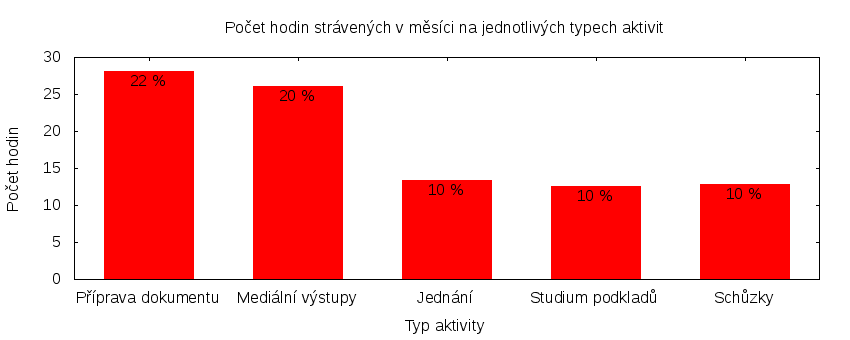 Počet hodin strávených v měsíci na jednotlivých typech aktivit
Počet hodin
30
25
20
15
10
5
0
22 %
20 %
10 %
10 %
10 %
Příprava dokumentu
Mediální výstupy
Jednání
Studium podkladů
Schůzky
Typ aktivity